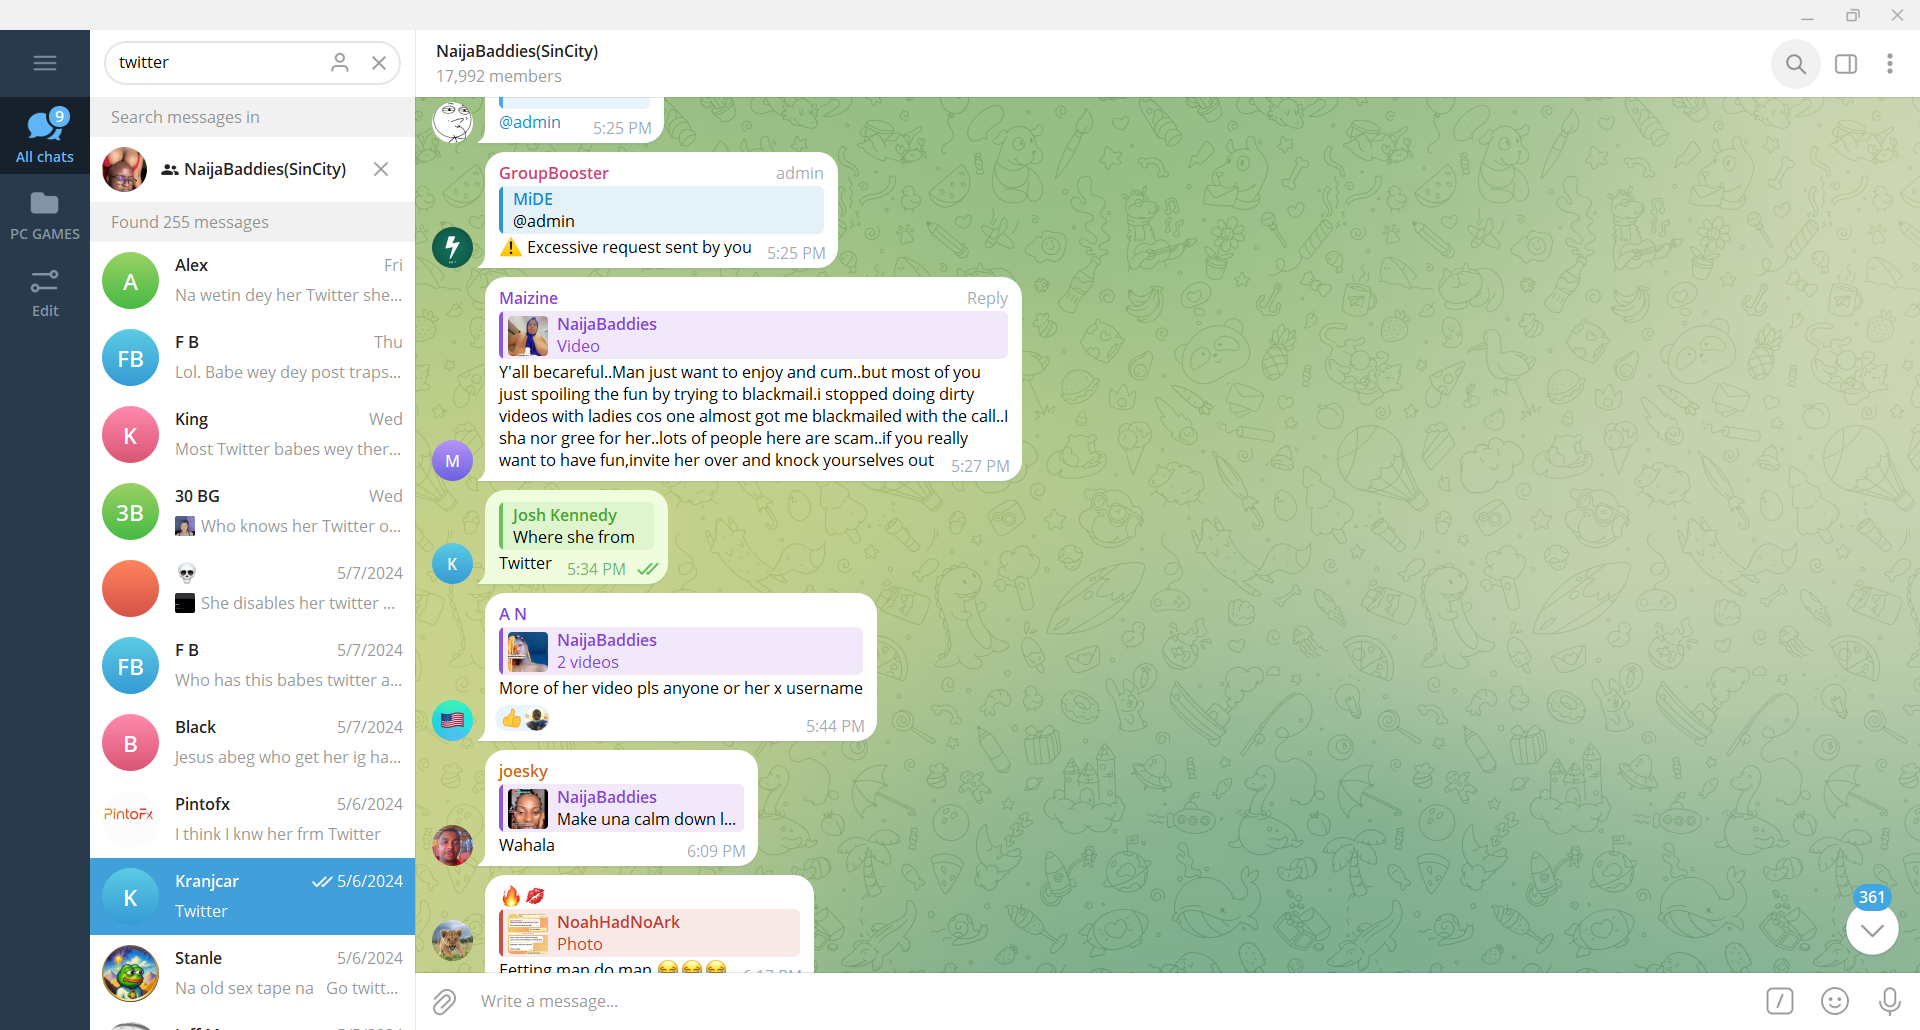 twitter
Search messages in
NaijaBaddies(SinCity)
Found 255 messages
9
All chats
PC GAMES
Edit
A
Alex
Fri
Na wetin dey her Twitter she...
FB
F B
Thu
Lol. Babe wey dey post traps...
K
King
Wed
Most Twitter babes wey ther...
3B
30 BG
Wed
Who knows her Twitter o...
💀
5/7/2024
She disables her twitter ...
FB
F B
5/7/2024
Who has this babes twitter a...
B
Black
5/7/2024
Jesus abeg who get her ig ha...
PintoFx
Pintofx
5/6/2024
I think I knw her frm Twitter
K
Kranjcar
5/6/2024
Twitter
Stanle
5/6/2024
Na old sex tape na Go twitt...
NaijaBaddies(SinCity)
17,992 members
@admin 5:25 PM
GroupBooster admin
MiDE
@admin
⚠️ Excessive request sent by you 5:25 PM
Maizine Reply
NaijaBaddies
Video
Y'all becareful..Man just want to enjoy and cum..but most of you
just spoiling the fun by trying to blackmail.i stopped doing dirty
videos with ladies cos one almost got me blackmailed with the call..I
sha nor gree for her..lots of people here are scam..if you really
want to have fun,invite her over and knock yourselves out 5:27 PM
M
Josh Kennedy
Where she from
Twitter 5:34 PM
K
A N
NaijaBaddies
2 videos
More of her video pls anyone or her x username
👍
5:44 PM
joesky
NaijaBaddies
Make una calm down l...
Wahala 6:09 PM
🔥💋
NoahHadNoArk
Photo
Fetting man do man 😂😂😂 6:17 PM
361
Write a message...